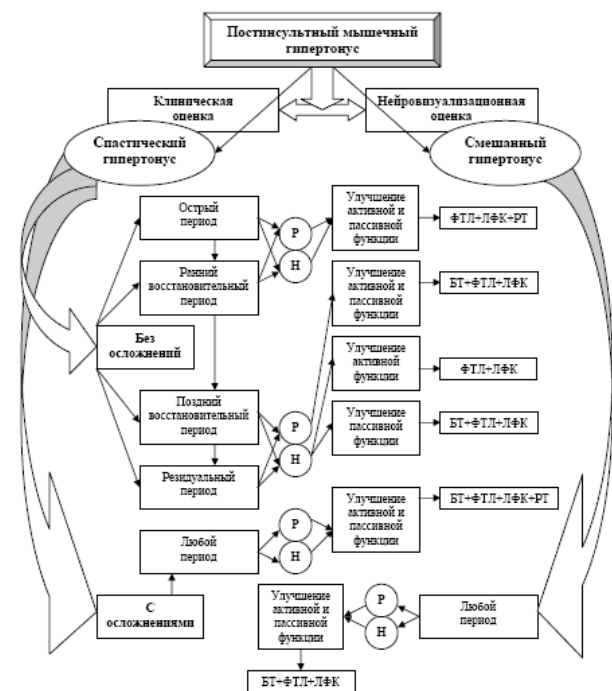 Постинсультный мышечный
гипертонус
Клиническая
оценка
Нейровизуализационная
оценка
Спастический
гипертонус
Смешанный
гипертонус
Острый
период
Р
Н
Улучшение
активной и
пассивной
функции
ФТЛ+ЛФК+РТ
Ранний
восстановительный
период
Улучшение
активной и
пассивной
функции
БТ+ФТЛ+ЛФК
Без
осложнений
Улучшение
активной
функции
ФТЛ+ЛФК
Поздний
восстановительный
период
Р
Н
Улучшение
пассивной
функции
БТ+ФТЛ+ЛФК
Резидуальный
период
Любой
период
Р
Н
Улучшение
активной и
пассивной
функции
БТ+ФТЛ+ЛФК+РТ
С
осложнениями
Улучшение
активной и
пассивной
функции
Р
Н
Любой
период
БТ+ФТЛ+ЛФК